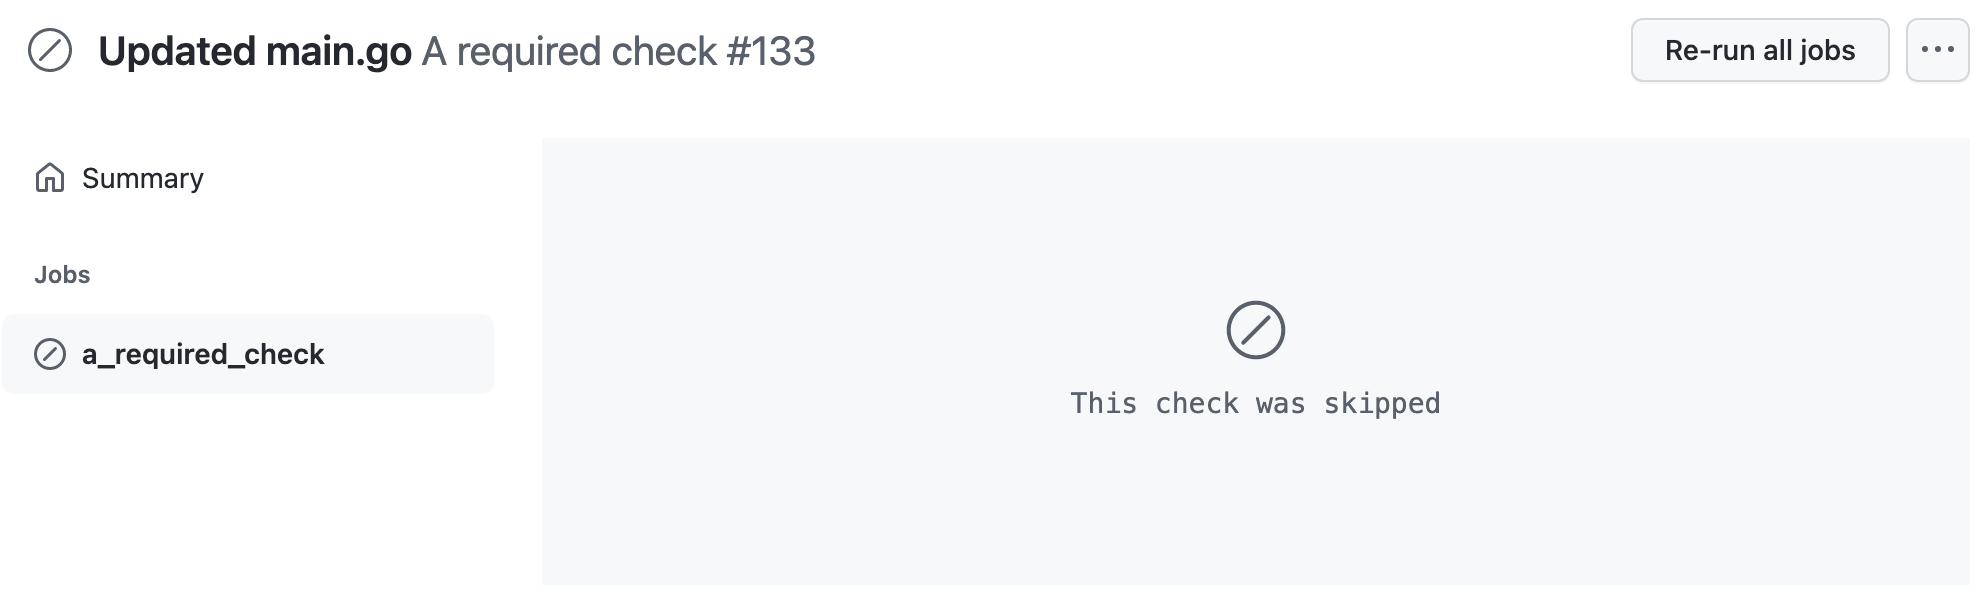 Updated main.go A required check #133
Re-run all jobs
Summary
Jobs
a_required_check
This check was skipped